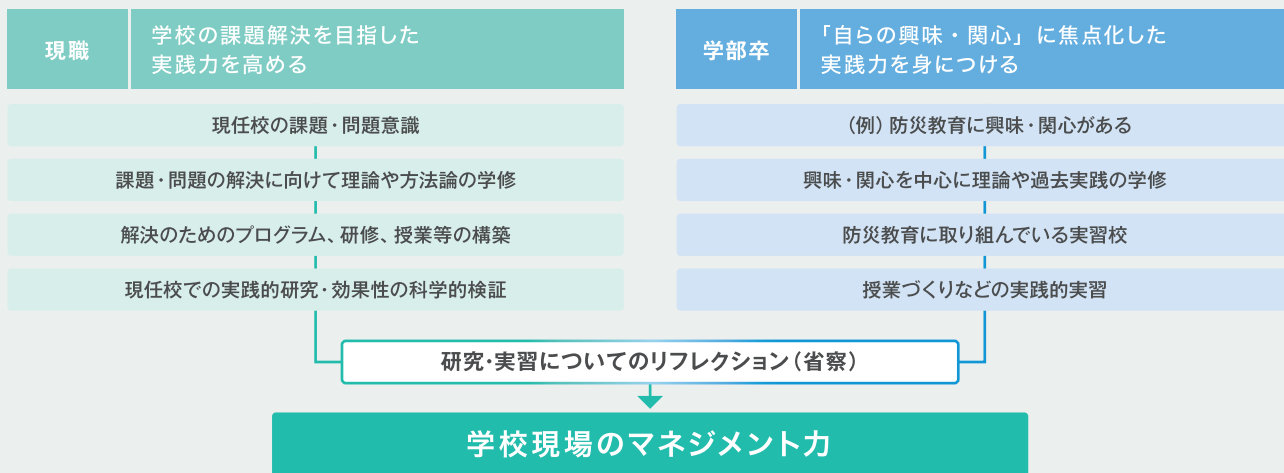 現職
学校の課題解決を目指した
実践力を高める
現任校の課題・問題意識
課題・問題の解決に向けて理論や方法論の学修
解決のためのプログラム、研修、授業等の構築
現任校での実践的研究・効果性の科学的検証
学部卒
「自らの興味・関心」に焦点化した
実践力を身につける
（例）防災教育に興味・関心がある
興味・関心を中心に理論や過去実践の学修
防災教育に取り組んでいる実習校
授業づくりなどの実践的実習
研究・実習についてのリフレクション（省察）
学校現場のマネジメント力